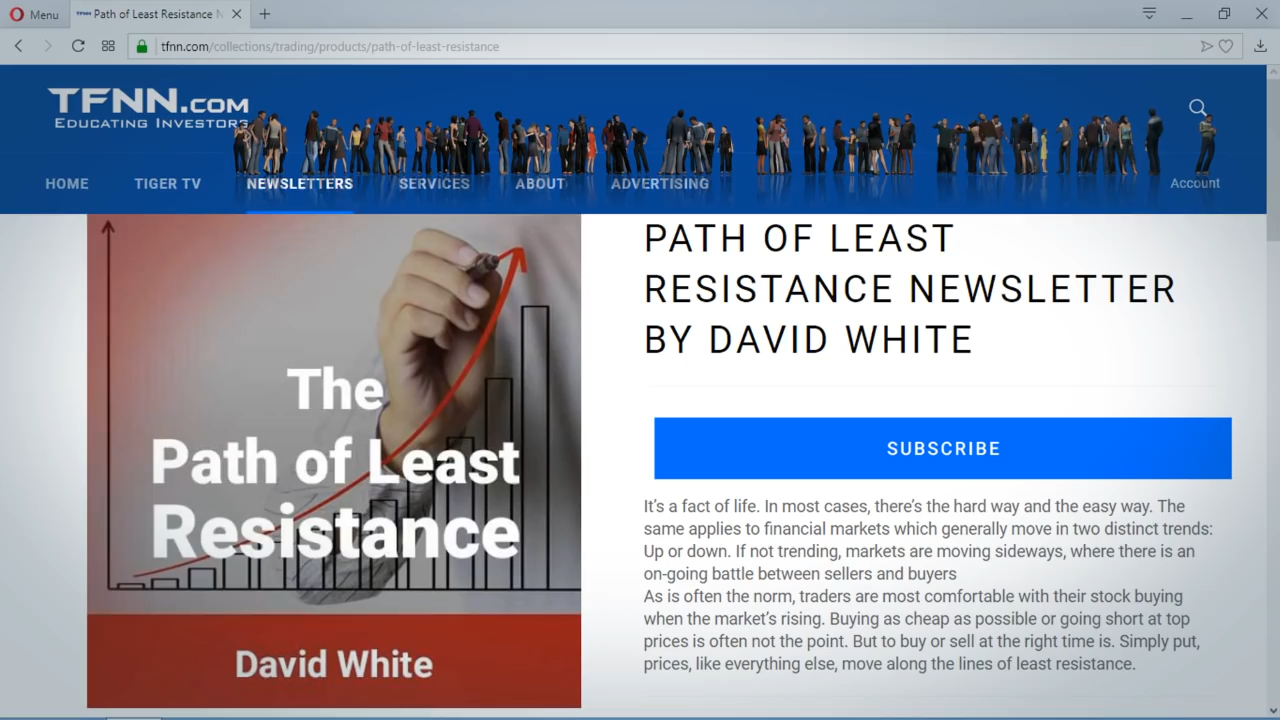 Menu
Path of Least Resistance N
tfnn.com/collections/trading/products/path-of-least-resistance
TFNN.COM
EDUCATING INVESTORS
HOME
TIGER TV
NEWSLETTERS
SERVICES
ABOUT
ADVERTISING
Account
The
Path of Least
Resistance
David White
PATH OF LEAST
RESISTANCE NEWSLETTER
BY DAVID WHITE
SUBSCRIBE
It’s a fact of life. In most cases, there’s the hard way and the easy way. The
same applies to financial markets which generally move in two distinct trends:
Up or down. If not trending, markets are moving sideways, where there is an
on-going battle between sellers and buyers
As is often the norm, traders are most comfortable with their stock buying
when the market’s rising. Buying as cheap as possible or going short at top
prices is often not the point. But to buy or sell at the right time is. Simply put,
prices, like everything else, move along the lines of least resistance.